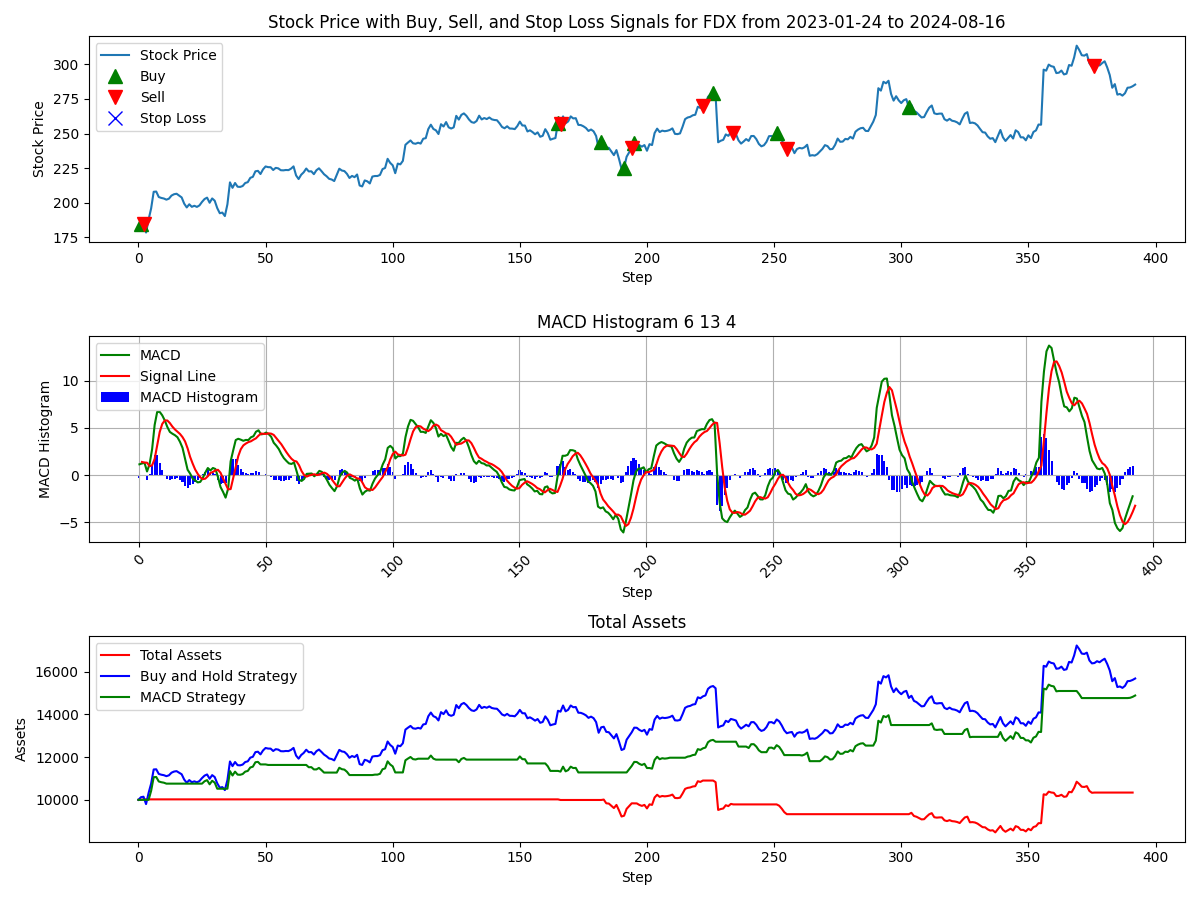 Stock Price with Buy, Sell, and Stop Loss Signals for FDX from 2023-01-24 to 2024-08-16
Stock Price
Buy
Sell
Stop Loss
Stock Price
300
275
250
225
200
175
0 50 100 150 200 250 300 350 400
Step
MACD Histogram 6 13 4
MACD
Signal Line
MACD Histogram
MACD Histogram
10
5
0
−5
0 50 100 150 200 250 300 350 400
Step
Total Assets
Total Assets
Buy and Hold Strategy
MACD Strategy
Assets
16000
14000
12000
10000
0 50 100 150 200 250 300 350 400
Step